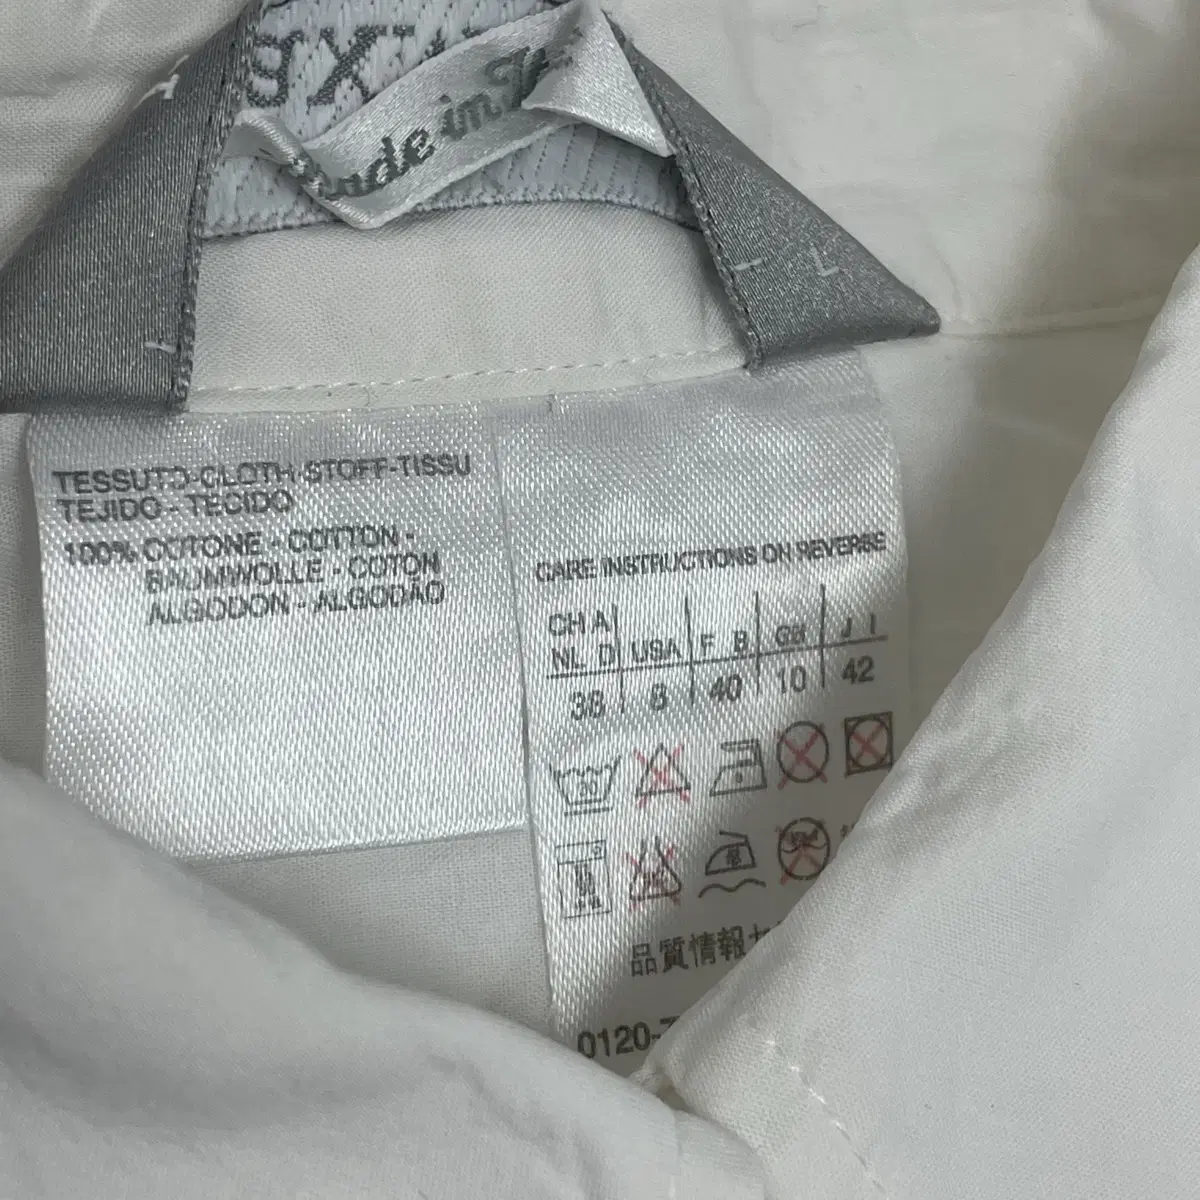 Made in
TESSUTO-CLOTH-STOFF-TISSU
TEJIDO - TECIDO
100% COTONE - COTTON -
BAUMWOLLE - COTON
ALGODON - ALGODÃO
CARE INSTRUCTIONS ON REVERSE
CH A
NL D USA F B GB J I
38 8 40 10 42
30
品質情報
0120-